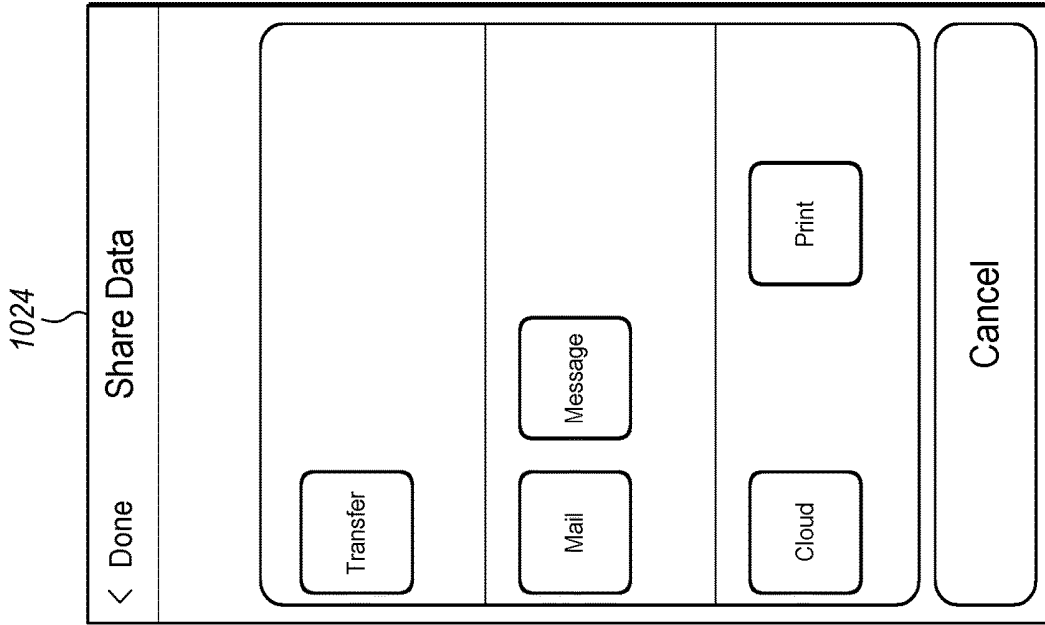 1024
< Done Share Data
Transfer
Mail Message
Cloud Print
Cancel